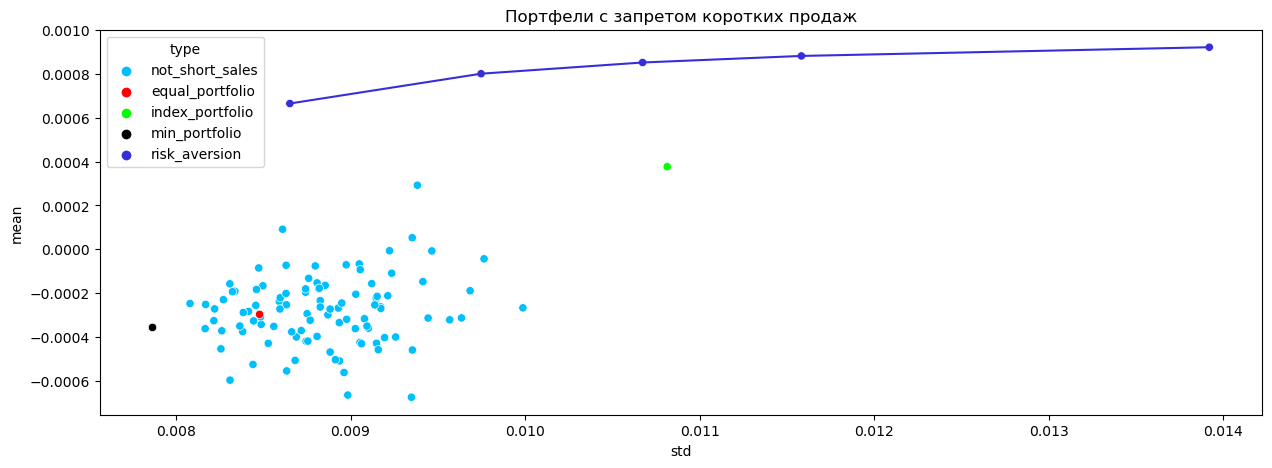 Портфели с запретом коротких продаж
type
not_short_sales
equal_portfolio
index_portfolio
min_portfolio
risk_aversion
mean
0.0010
0.0008
0.0006
0.0004
0.0002
0.0000
−0.0002
−0.0004
−0.0006
0.008 0.009 0.010 0.011 0.012 0.013 0.014
std